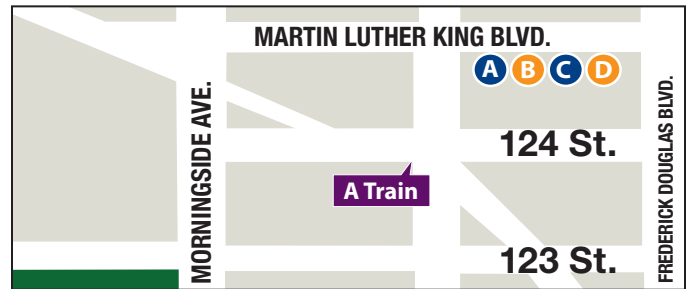 MARTIN LUTHER KING BLVD.
A B C D
MORNINGSIDE AVE.
FREDERICK DOUGLAS BLVD.
124 St.
A Train
123 St.